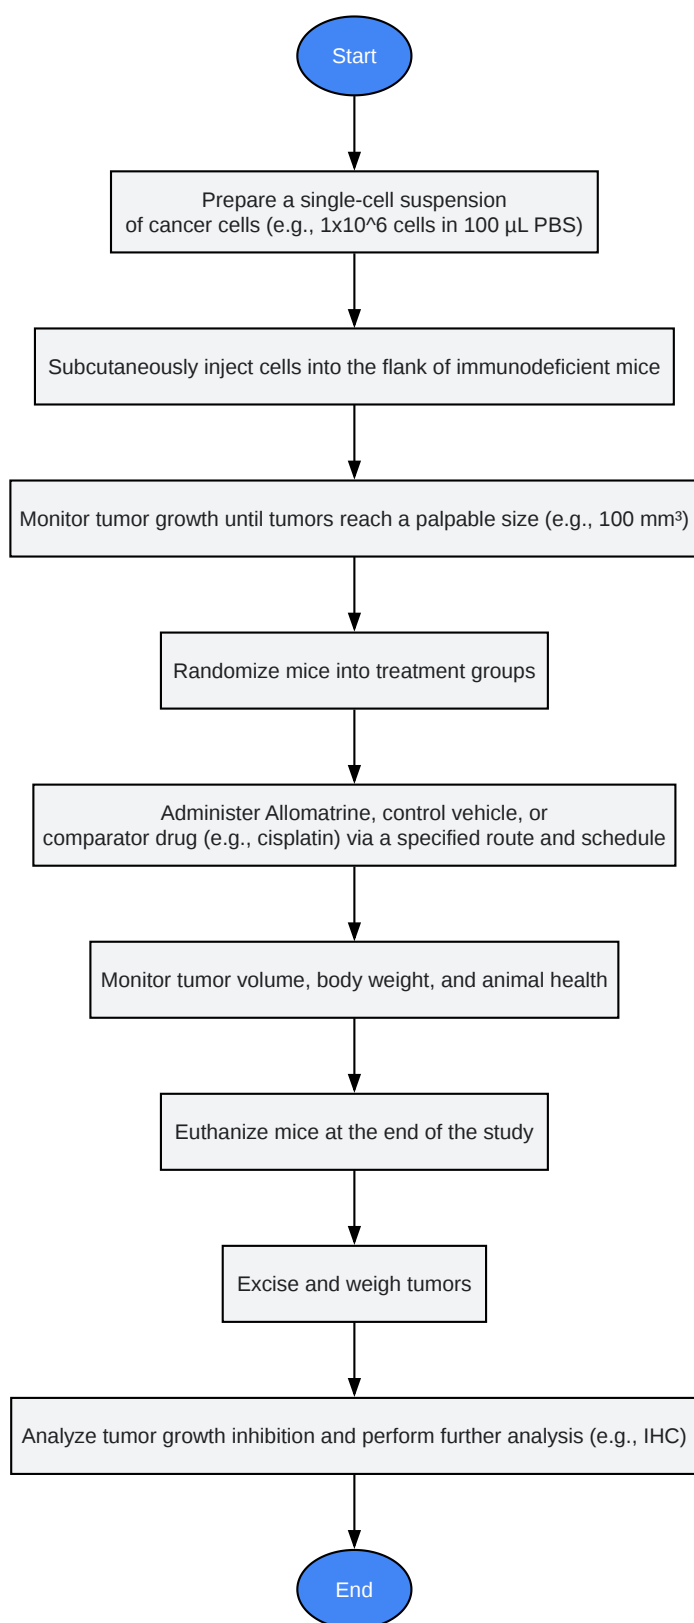 Start
Prepare a single-cell suspension
of cancer cells (e.g., 1x10^6 cells in 100 µL PBS)
Subcutaneously inject cells into the flank of immunodeficient mice
Monitor tumor growth until tumors reach a palpable size (e.g., 100 mm³)
Randomize mice into treatment groups
Administer Allomatrine, control vehicle, or
comparator drug (e.g., cisplatin) via a specified route and schedule
Monitor tumor volume, body weight, and animal health
Euthanize mice at the end of the study
Excise and weigh tumors
Analyze tumor growth inhibition and perform further analysis (e.g., IHC)
End